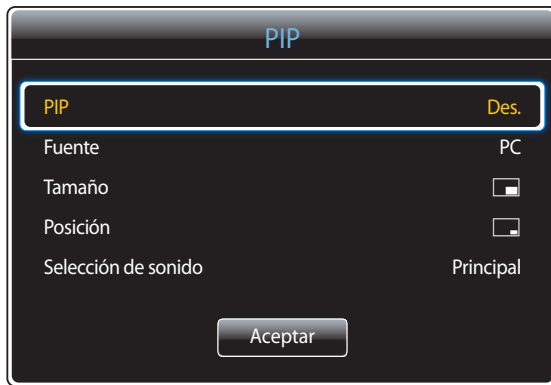 PIP
PIP Des.
Fuente PC
Tamaño
Posición
Selección de sonido Principal
Aceptar